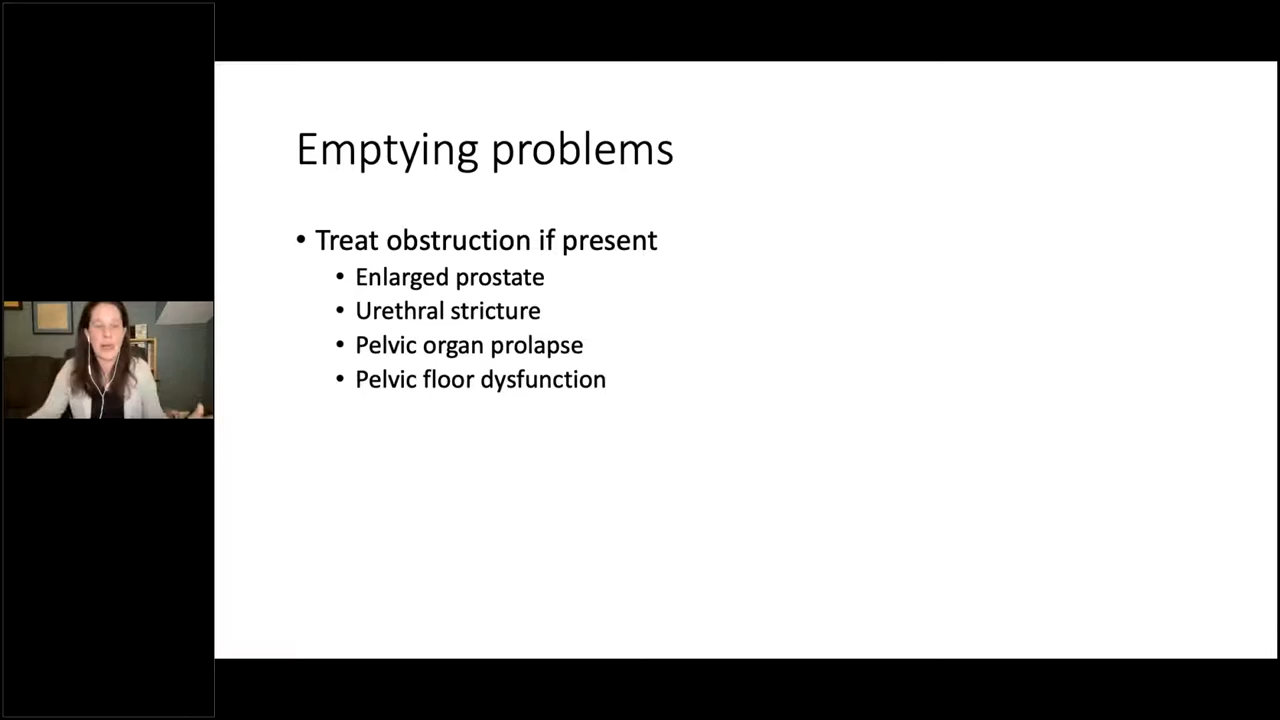 Emptying problems
• Treat obstruction if present
• Enlarged prostate
• Urethral stricture
• Pelvic organ prolapse
• Pelvic floor dysfunction